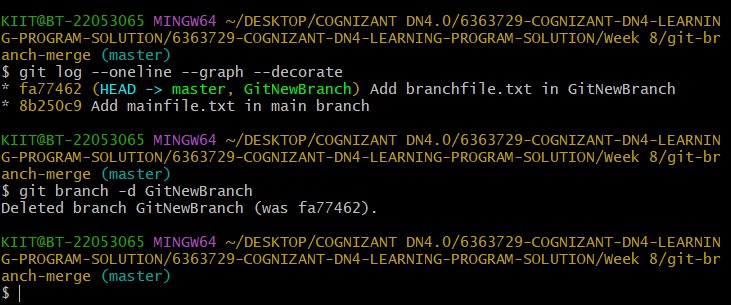 KIIT@BT-22053065 MINGW64 ~/DESKTOP/COGNIZANT DN4.0/6363729-COGNIZANT-DN4-LEARNIN
G-PROGRAM-SOLUTION/6363729-COGNIZANT-DN4-LEARNING-PROGRAM-SOLUTION/Week 8/git-br
anch-merge (master)
$ git log --oneline --graph --decorate
* fa77462 (HEAD -> master, GitNewBranch) Add branchfile.txt in GitNewBranch
* 8b250c9 Add mainfile.txt in main branch
KIIT@BT-22053065 MINGW64 ~/DESKTOP/COGNIZANT DN4.0/6363729-COGNIZANT-DN4-LEARNIN
G-PROGRAM-SOLUTION/6363729-COGNIZANT-DN4-LEARNING-PROGRAM-SOLUTION/Week 8/git-br
anch-merge (master)
$ git branch -d GitNewBranch
Deleted branch GitNewBranch (was fa77462).
KIIT@BT-22053065 MINGW64 ~/DESKTOP/COGNIZANT DN4.0/6363729-COGNIZANT-DN4-LEARNIN
G-PROGRAM-SOLUTION/6363729-COGNIZANT-DN4-LEARNING-PROGRAM-SOLUTION/Week 8/git-br
anch-merge (master)
$